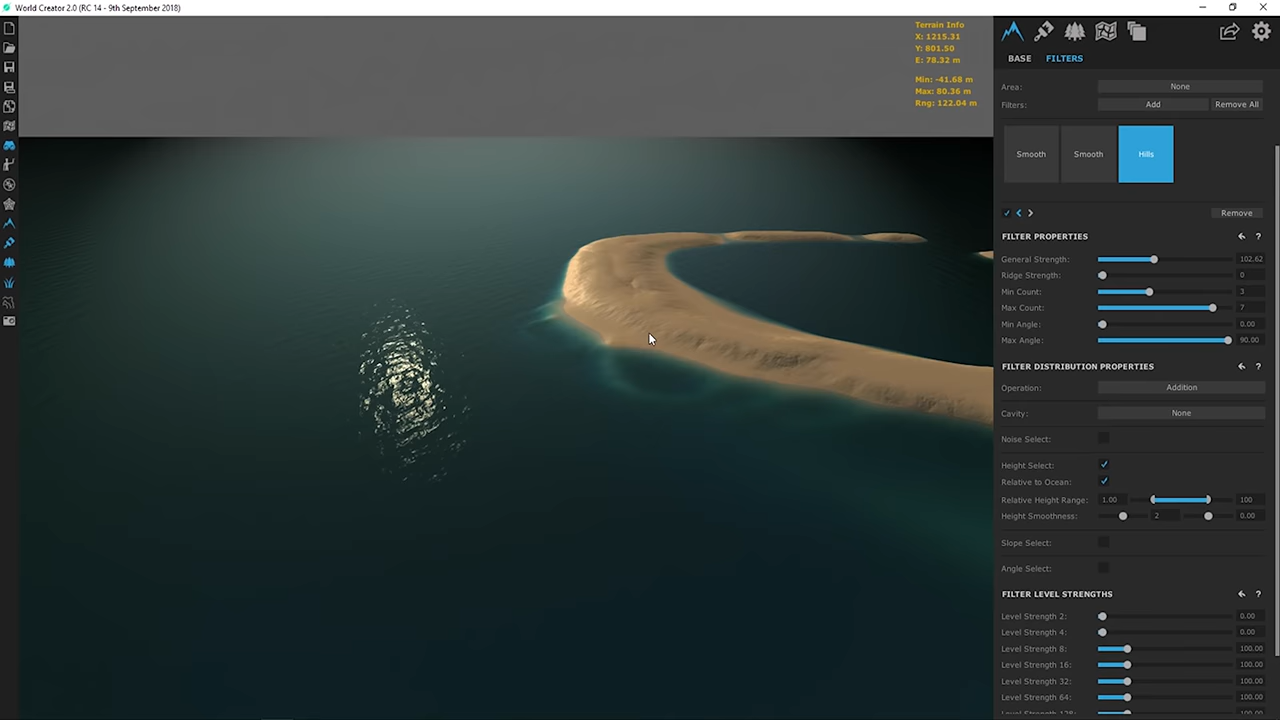 World Creator 2.0 (RC 14 - 9th September 2018)
Terrain Info
X: 1215.31
Y: 801.50
E: 78.32 m
Min: -41.68 m
Max: 80.36 m
Rng: 122.04 m
BASE FILTERS
Area: None
Filters: Add Remove All
Smooth Smooth Hills
Remove
FILTER PROPERTIES ?
General Strength: 102.62
Ridge Strength: 0
Min Count: 3
Max Count: 7
Min Angle: 0.00
Max Angle: 90.00
FILTER DISTRIBUTION PROPERTIES ?
Operation: Addition
Cavity: None
Noise Select:
Height Select:
Relative to Ocean:
Relative Height Range: 1.00 100
Height Smoothness: 2 0.00
Slope Select:
Angle Select:
FILTER LEVEL STRENGTHS ?
Level Strength 2: 0.00
Level Strength 4: 0.00
Level Strength 8: 100.00
Level Strength 16: 100.00
Level Strength 32: 100.00
Level Strength 64: 100.00
Level Strength 128: 100.00